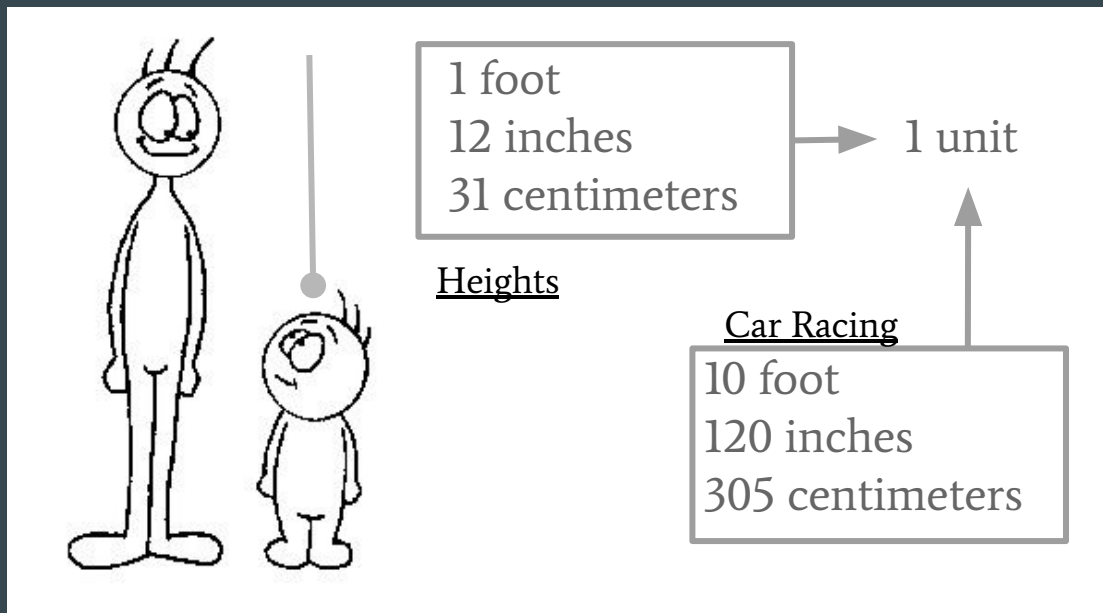 1 foot
12 inches
31 centimeters
1 unit
Heights
Car Racing
10 foot
120 inches
305 centimeters